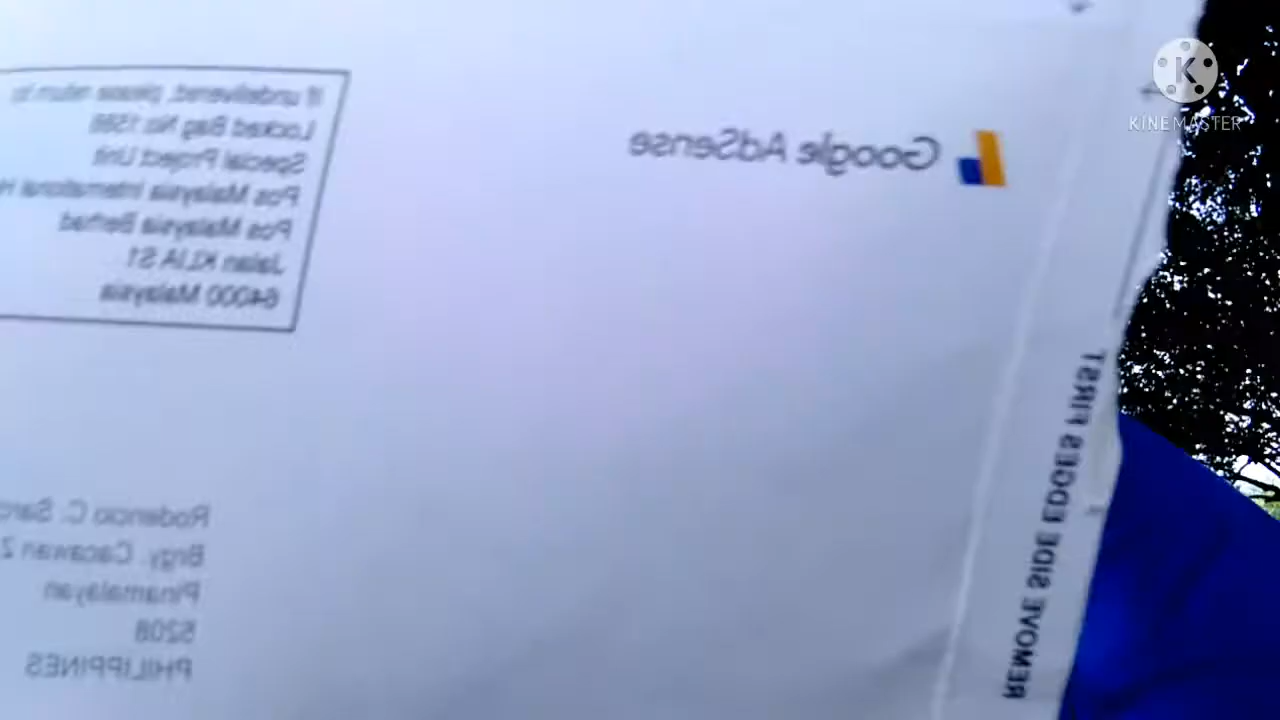 If undelivered, please return to
Locked Bag No.1588
Special Project Unit
Pos Malaysia International
Pos Malaysia Berhad
Jalan KLIA S1
64000 Malaysia
Google AdSense
KINEMASTER
REMOVE SIDE EDGES FIRST
Rodencio C.
Brgy. Cacawan
Pinamalayan
5208
PHILIPPINES